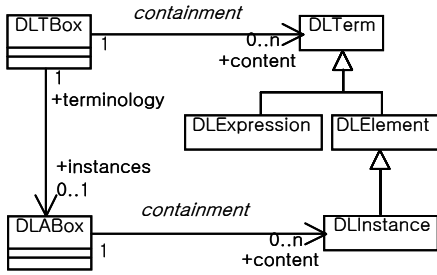 containment
DLTBox
DLTerm
1
0..n
+content
1
+terminology
DLExpression
DLElement
+instances
0..1
containment
DLABox
DLInstance
1
0..n
+content